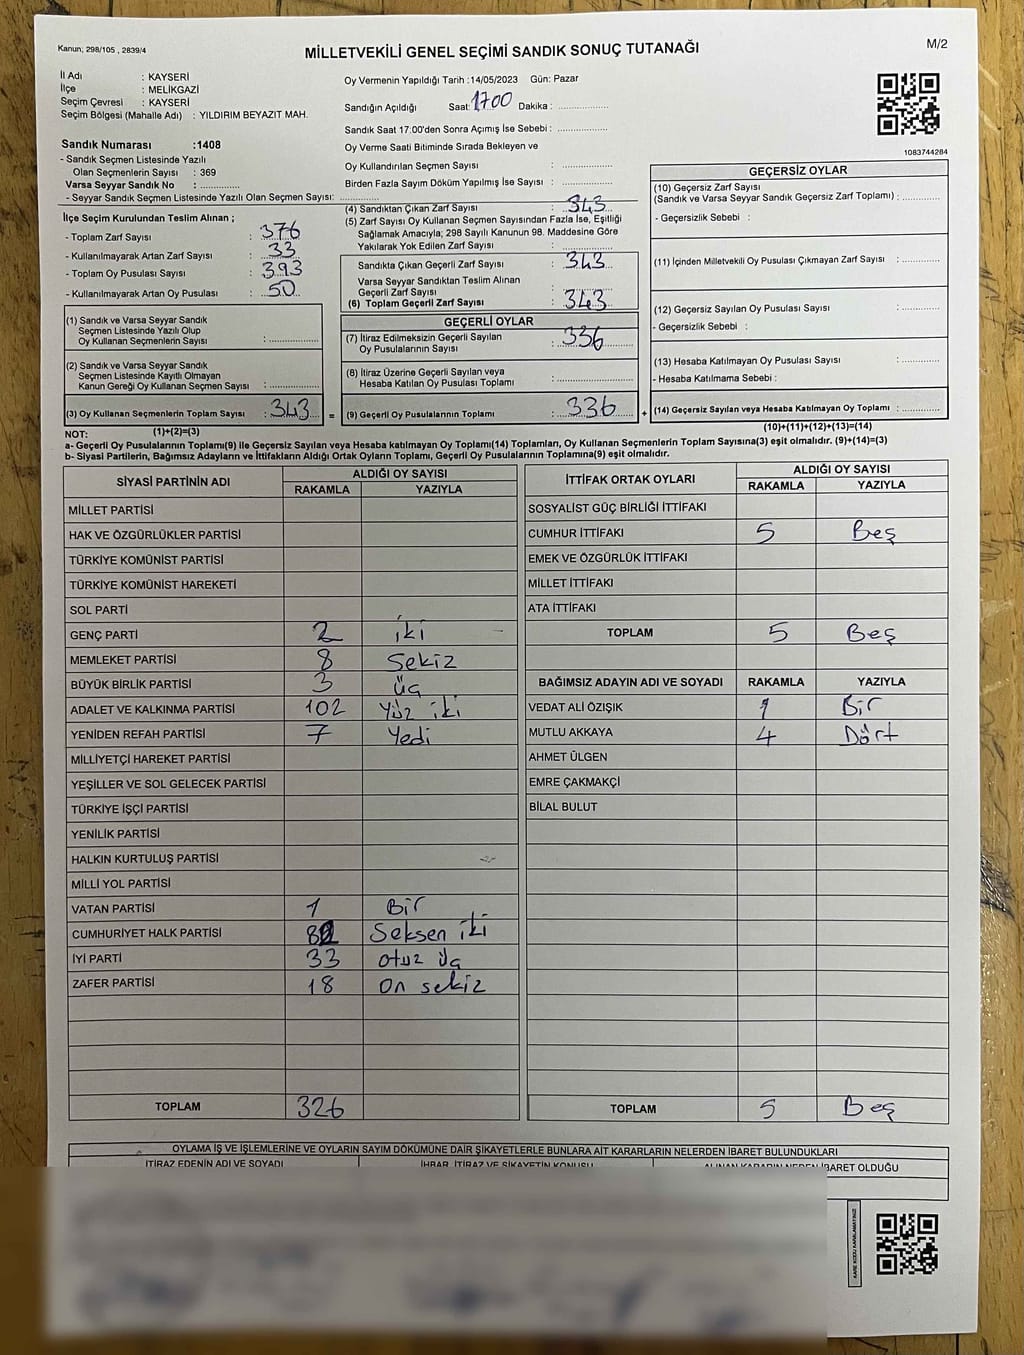 Kanun; 298/105 , 2839/4
MİLLETVEKİLİ GENEL SEÇİMİ SANDIK SONUÇ TUTANAĞI
M/2
İl Adı : KAYSERİ
İlçe : MELİKGAZİ
Seçim Çevresi : KAYSERİ
Seçim Bölgesi (Mahalle Adı) : YILDIRIM BEYAZIT MAH.
Oy Vermenin Yapıldığı Tarih :14/05/2023 Gün: Pazar
Sandığın Açıldığı Saat: 1700 Dakika : ....................
Sandık Saat 17:00'den Sonra Açımış İse Sebebi : ....................
Oy Verme Saati Bitiminde Sırada Bekleyen ve
Oy Kullandırılan Seçmen Sayısı : ....................
Birden Fazla Sayım Döküm Yapılmış İse Sayısı : ....................
1083744284
Sandık Numarası :1408
- Sandık Seçmen Listesinde Yazılı
Olan Seçmenlerin Sayısı : 369
Varsa Seyyar Sandık No : ..............
- Seyyar Sandık Seçmen Listesinde Yazılı Olan Seçmen Sayısı: ....................
İlçe Seçim Kurulundan Teslim Alınan ;
- Toplam Zarf Sayısı : 376
- Kullanılmayarak Artan Zarf Sayısı : 33
- Toplam Oy Pusulası Sayısı : 393
- Kullanılmayarak Artan Oy Pusulası : 50
(1) Sandık ve Varsa Seyyar Sandık
Seçmen Listesinde Yazılı Olup
Oy Kullanan Seçmenlerin Sayısı : ....................
(2) Sandık ve Varsa Seyyar Sandık
Seçmen Listesinde Kayıtlı Olmayan
Kanun Gereği Oy Kullanan Seçmen Sayısı : ....................
(3) Oy Kullanan Seçmenlerin Toplam Sayısı : 343
(4) Sandıktan Çıkan Zarf Sayısı : 343
(5) Zarf Sayısı Oy Kullanan Seçmen Sayısından Fazla İse, Eşitliği
Sağlamak Amacıyla; 298 Sayılı Kanunun 98. Maddesine Göre
Yakılarak Yok Edilen Zarf Sayısı : ....................
Sandıkta Çıkan Geçerli Zarf Sayısı : 343
Varsa Seyyar Sandıktan Teslim Alınan
Geçerli Zarf Sayısı : ....................
(6) Toplam Geçerli Zarf Sayısı : 343
GEÇERLİ OYLAR
(7) İtiraz Edilmeksizin Geçerli Sayılan
Oy Pusulalarının Sayısı : 336
(8) İtiraz Üzerine Geçerli Sayılan veya
Hesaba Katılan Oy Pusulası Toplamı : ....................
= (9) Geçerli Oy Pusulalarının Toplamı : 336
GEÇERSİZ OYLAR
(10) Geçersiz Zarf Sayısı
(Sandık ve Varsa Seyyar Sandık Geçersiz Zarf Toplamı) : ..............
- Geçersizlik Sebebi :
(11) İçinden Milletvekili Oy Pusulası Çıkmayan Zarf Sayısı : ..............
(12) Geçersiz Sayılan Oy Pusulası Sayısı : ..............
- Geçersizlik Sebebi :
(13) Hesaba Katılmayan Oy Pusulası Sayısı : ..............
- Hesaba Katılmama Sebebi :
+ (14) Geçersiz Sayılan veya Hesaba Katılmayan Oy Toplamı : ..............
NOT: (1)+(2)=(3)
(10)+(11)+(12)+(13)=(14)
a- Geçerli Oy Pusulalarının Toplamı(9) ile Geçersiz Sayılan veya Hesaba katılmayan Oy Toplamı(14) Toplamları, Oy Kullanan Seçmenlerin Toplam Sayısına(3) eşit olmalıdır. (9)+(14)=(3)
b- Siyasi Partilerin, Bağımsız Adayların ve İttifakların Aldığı Ortak Oyların Toplamı, Geçerli Oy Pusulalarının Toplamına(9) eşit olmalıdır.
SİYASİ PARTİNİN ADI ALDIĞI OY SAYISI
RAKAMLA YAZIYLA
MİLLET PARTİSİ
HAK VE ÖZGÜRLÜKLER PARTİSİ
TÜRKİYE KOMÜNİST PARTİSİ
TÜRKİYE KOMÜNİST HAREKETİ
SOL PARTİ
GENÇ PARTİ 2 iki
MEMLEKET PARTİSİ 8 Sekiz
BÜYÜK BİRLİK PARTİSİ 3 üç
ADALET VE KALKINMA PARTİSİ 102 Yüz iki
YENİDEN REFAH PARTİSİ 7 Yedi
MİLLİYETÇİ HAREKET PARTİSİ
YEŞİLLER VE SOL GELECEK PARTİSİ
TÜRKİYE İŞÇİ PARTİSİ
YENİLİK PARTİSİ
HALKIN KURTULUŞ PARTİSİ
MİLLİ YOL PARTİSİ
VATAN PARTİSİ 1 Bir
CUMHURİYET HALK PARTİSİ 82 Seksen iki
İYİ PARTİ 33 otuz üç
ZAFER PARTİSİ 18 On sekiz
TOPLAM 326
İTTİFAK ORTAK OYLARI ALDIĞI OY SAYISI
RAKAMLA YAZIYLA
SOSYALİST GÜÇ BİRLİĞİ İTTİFAKI
CUMHUR İTTİFAKI 5 Beş
EMEK VE ÖZGÜRLÜK İTTİFAKI
MİLLET İTTİFAKI
ATA İTTİFAKI
TOPLAM 5 Beş
BAĞIMSIZ ADAYIN ADI VE SOYADI RAKAMLA YAZIYLA
VEDAT ALİ ÖZIŞIK 1 Bir
MUTLU AKKAYA 4 Dört
AHMET ÜLGEN
EMRE ÇAKMAKÇİ
BİLAL BULUT
TOPLAM 5 Beş
OYLAMA İŞ VE İŞLEMLERİNE VE OYLARIN SAYIM DÖKÜMÜNE DAİR ŞİKAYETLERLE BUNLARA AİT KARARLARIN NELERDEN İBARET BULUNDUKLARI
İTİRAZ EDENİN ADI VE SOYADI İHBAR, İTİRAZ VE ŞİKAYETİN KONUSU ALINAN KARARIN NEDEN İBARET OLDUĞU